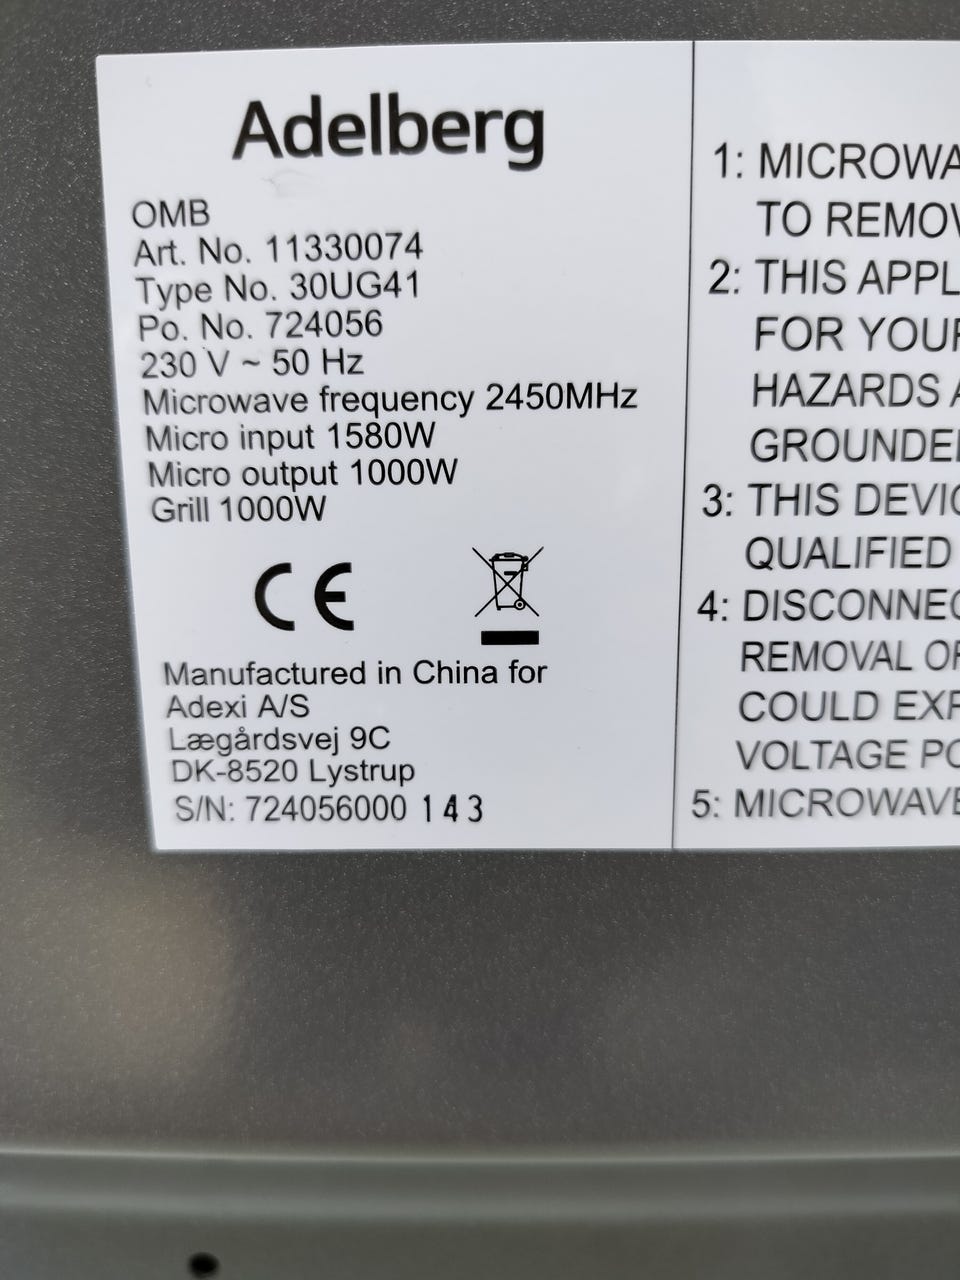 Adelberg
OMB
Art. No. 11330074
Type No. 30UG41
Po. No. 724056
230 V ~ 50 Hz
Microwave frequency 2450MHz
Micro input 1580W
Micro output 1000W
Grill 1000W
CE
Manufactured in China for
Adexi A/S
Lægårdsvej 9C
DK-8520 Lystrup
S/N: 724056000 143
1: MICROWA
TO REMOV
2: THIS APPL
FOR YOUR
HAZARDS A
GROUNDE
3: THIS DEVIC
QUALIFIED
4: DISCONNEC
REMOVAL OR
COULD EXP
VOLTAGE PO
5: MICROWAVE